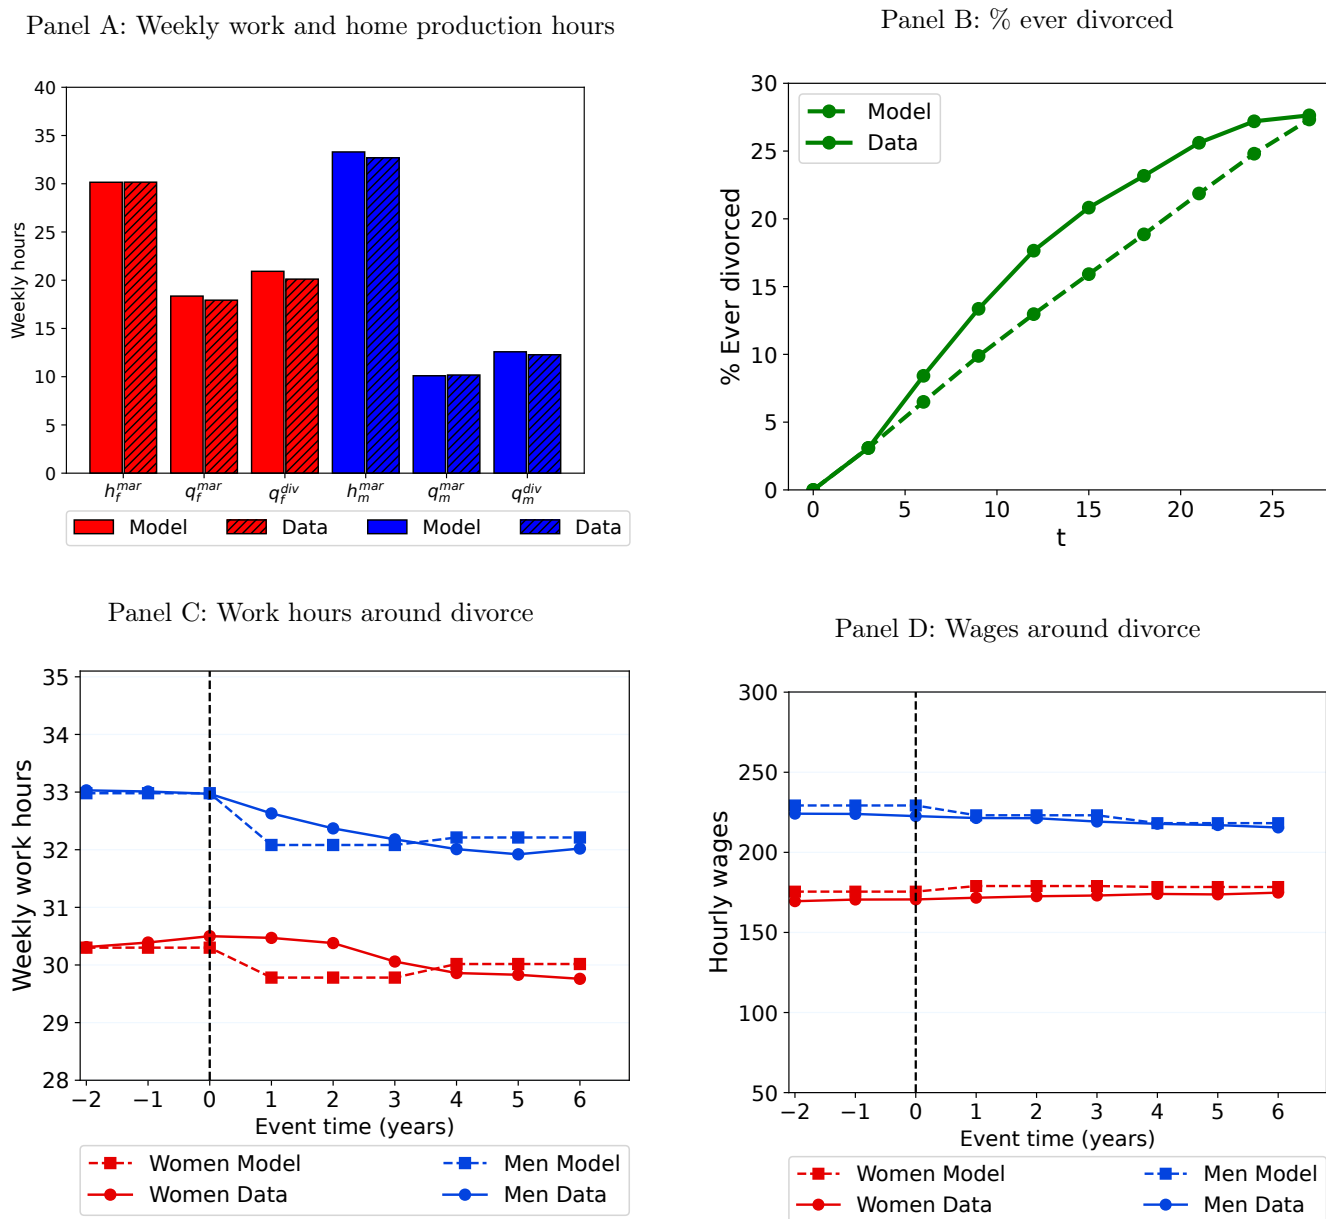 Panel A: Weekly work and home production hours
40
35
30
25
20
15
10
5
0
Weekly hours
h_f^{mar} q_f^{mar} q_f^{div} h_m^{mar} q_m^{mar} q_m^{div}
Model Data Model Data
Panel B: % ever divorced
30
25
20
15
10
5
0
% Ever divorced
Model
Data
0 5 10 15 20 25
t
Panel C: Work hours around divorce
35
34
33
32
31
30
29
28
Weekly work hours
−2 −1 0 1 2 3 4 5 6
Event time (years)
Women Model Men Model
Women Data Men Data
Panel D: Wages around divorce
300
250
200
150
100
50
Hourly wages
−2 −1 0 1 2 3 4 5 6
Event time (years)
Women Model Men Model
Women Data Men Data